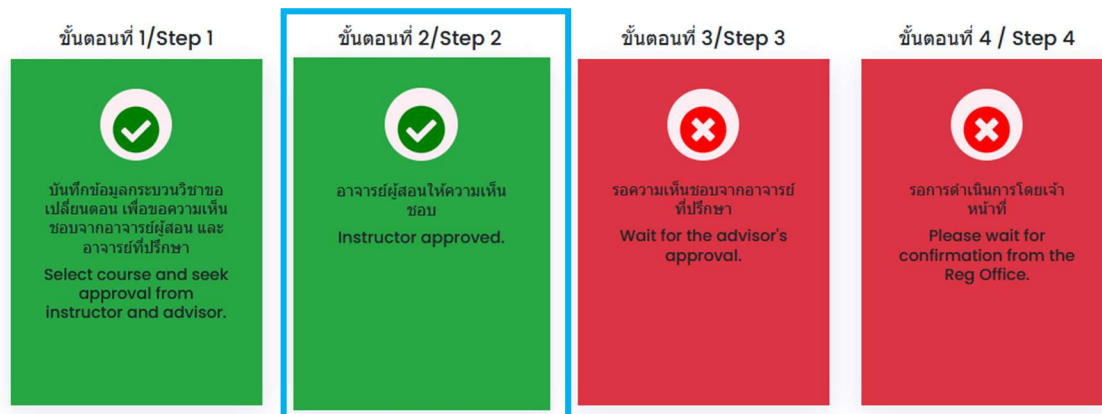 ขั้นตอนที่ 1/Step 1
บันทึกข้อมูลกระบวนวิชาขอ
เปลี่ยนตอน เพื่อขอความเห็น
ชอบจากอาจารย์ผู้สอน และ
อาจารย์ที่ปรึกษา
Select course and seek
approval from
instructor and advisor.
ขั้นตอนที่ 2/Step 2
อาจารย์ผู้สอนให้ความเห็น
ชอบ
Instructor approved.
ขั้นตอนที่ 3/Step 3
รอความเห็นชอบจากอาจารย์
ที่ปรึกษา
Wait for the advisor's
approval.
ขั้นตอนที่ 4 / Step 4
รอการดำเนินการโดยเจ้า
หน้าที่
Please wait for
confirmation from the
Reg Office.